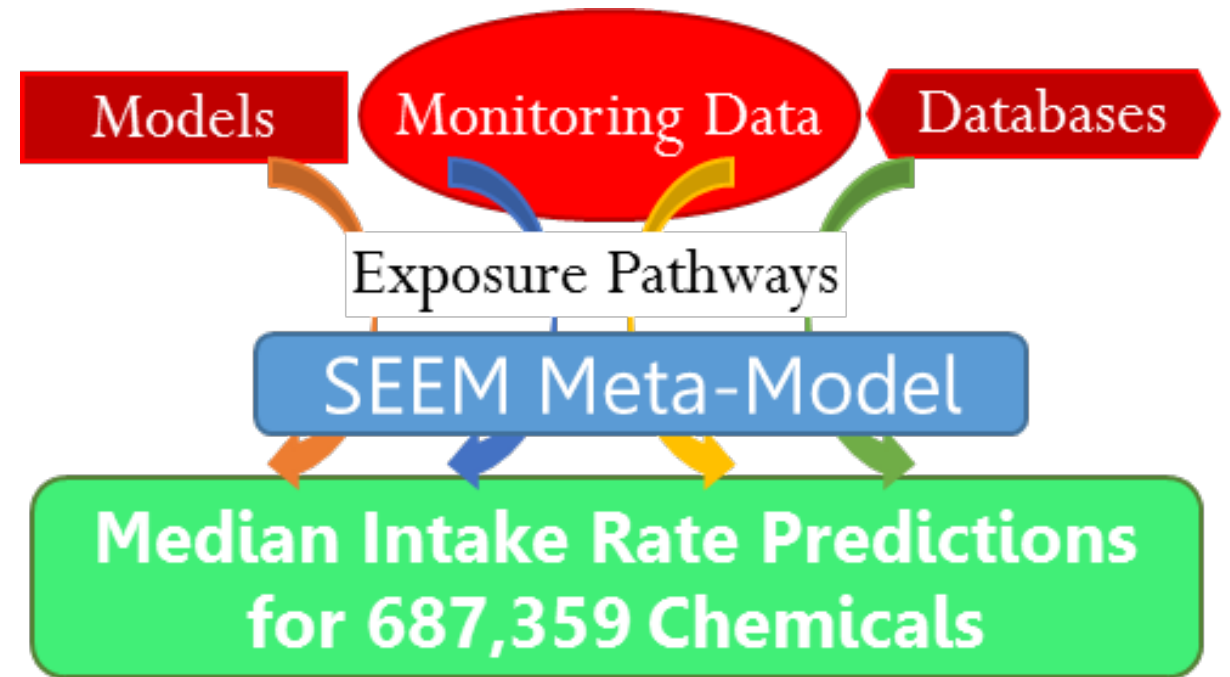 Models
Monitoring Data
Databases
Exposure Pathways
SEEM Meta-Model
Median Intake Rate Predictions
for 687,359 Chemicals